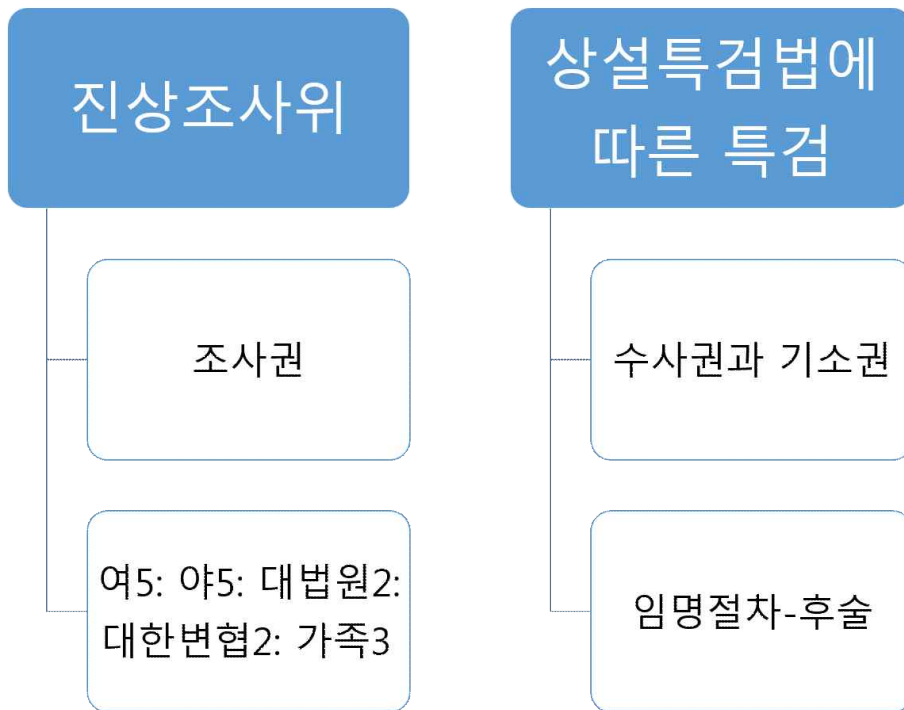 진상조사위
조사권
여5: 야5: 대법원2:
대한변협2: 가족3
상설특검법에
따른 특검
수사권과 기소권
임명절차-후술